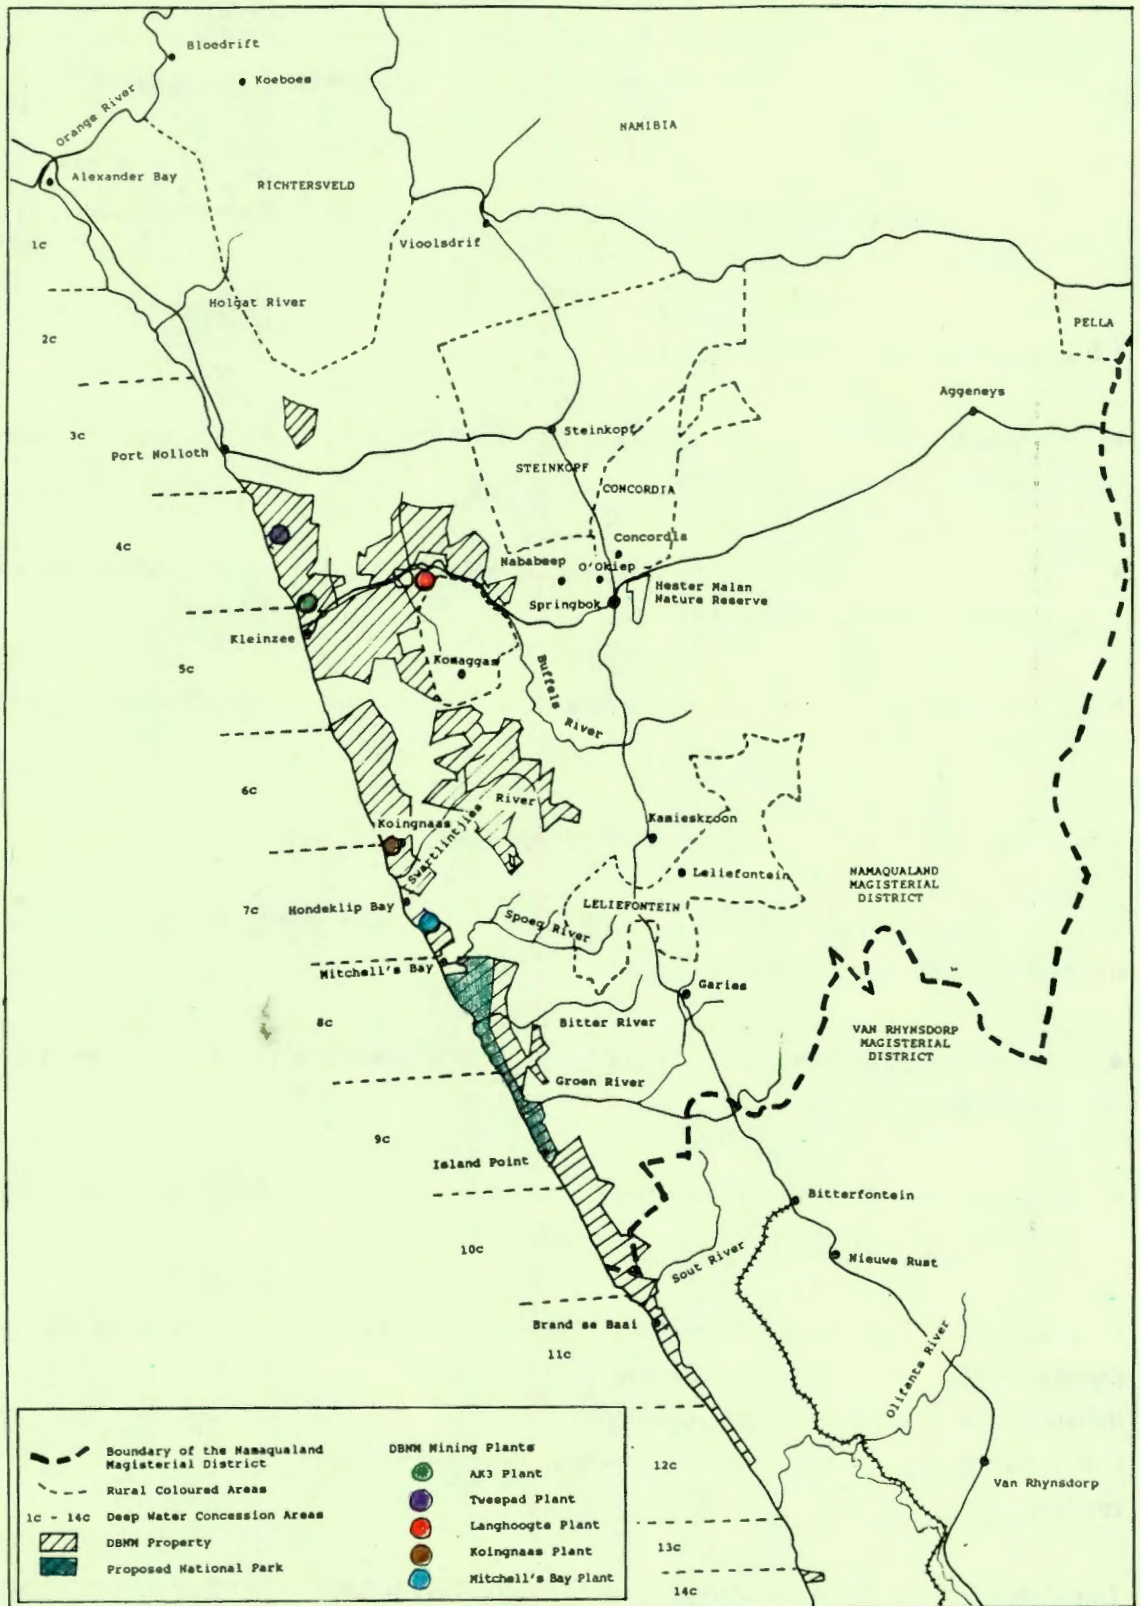 Bloedrift
Koeboes
Orange River
NAMIBIA
Alexander Bay
RICHTERSVELD
1c
Vioolsdrif
Holgat River
2c
PELLA
Aggeneys
3c
Steinkopf
Port Nolloth
STEINKOPF
CONCORDIA
4c
Concordia
Nababeep
O'Okiep
Hester Malan
Nature Reserve
Springbok
Kleinzee
5c
Komaggas
Buffels River
6c
River
Koingnaas
Swartlintjies
Kamieskroon
Leliefontein
NAMAQUALAND
MAGISTERIAL
DISTRICT
7c
Hondeklip Bay
LELIEFONTEIN
Spoeg River
Mitchell's Bay
Garies
8c
Bitter River
VAN RHYNSDORP
MAGISTERIAL
DISTRICT
Groen River
9c
Island Point
Bitterfontein
10c
Sout River
Nieuwe Rust
Brand se Baai
11c
Olifants River
12c
Van Rhynsdorp
13c
14c
Boundary of the Namaqualand
Magisterial District
Rural Coloured Areas
1c - 14c Deep Water Concession Areas
DBNM Property
Proposed National Park
DBNM Mining Plants
AK3 Plant
Tweepad Plant
Langhoogte Plant
Koingnaas Plant
Mitchell's Bay Plant